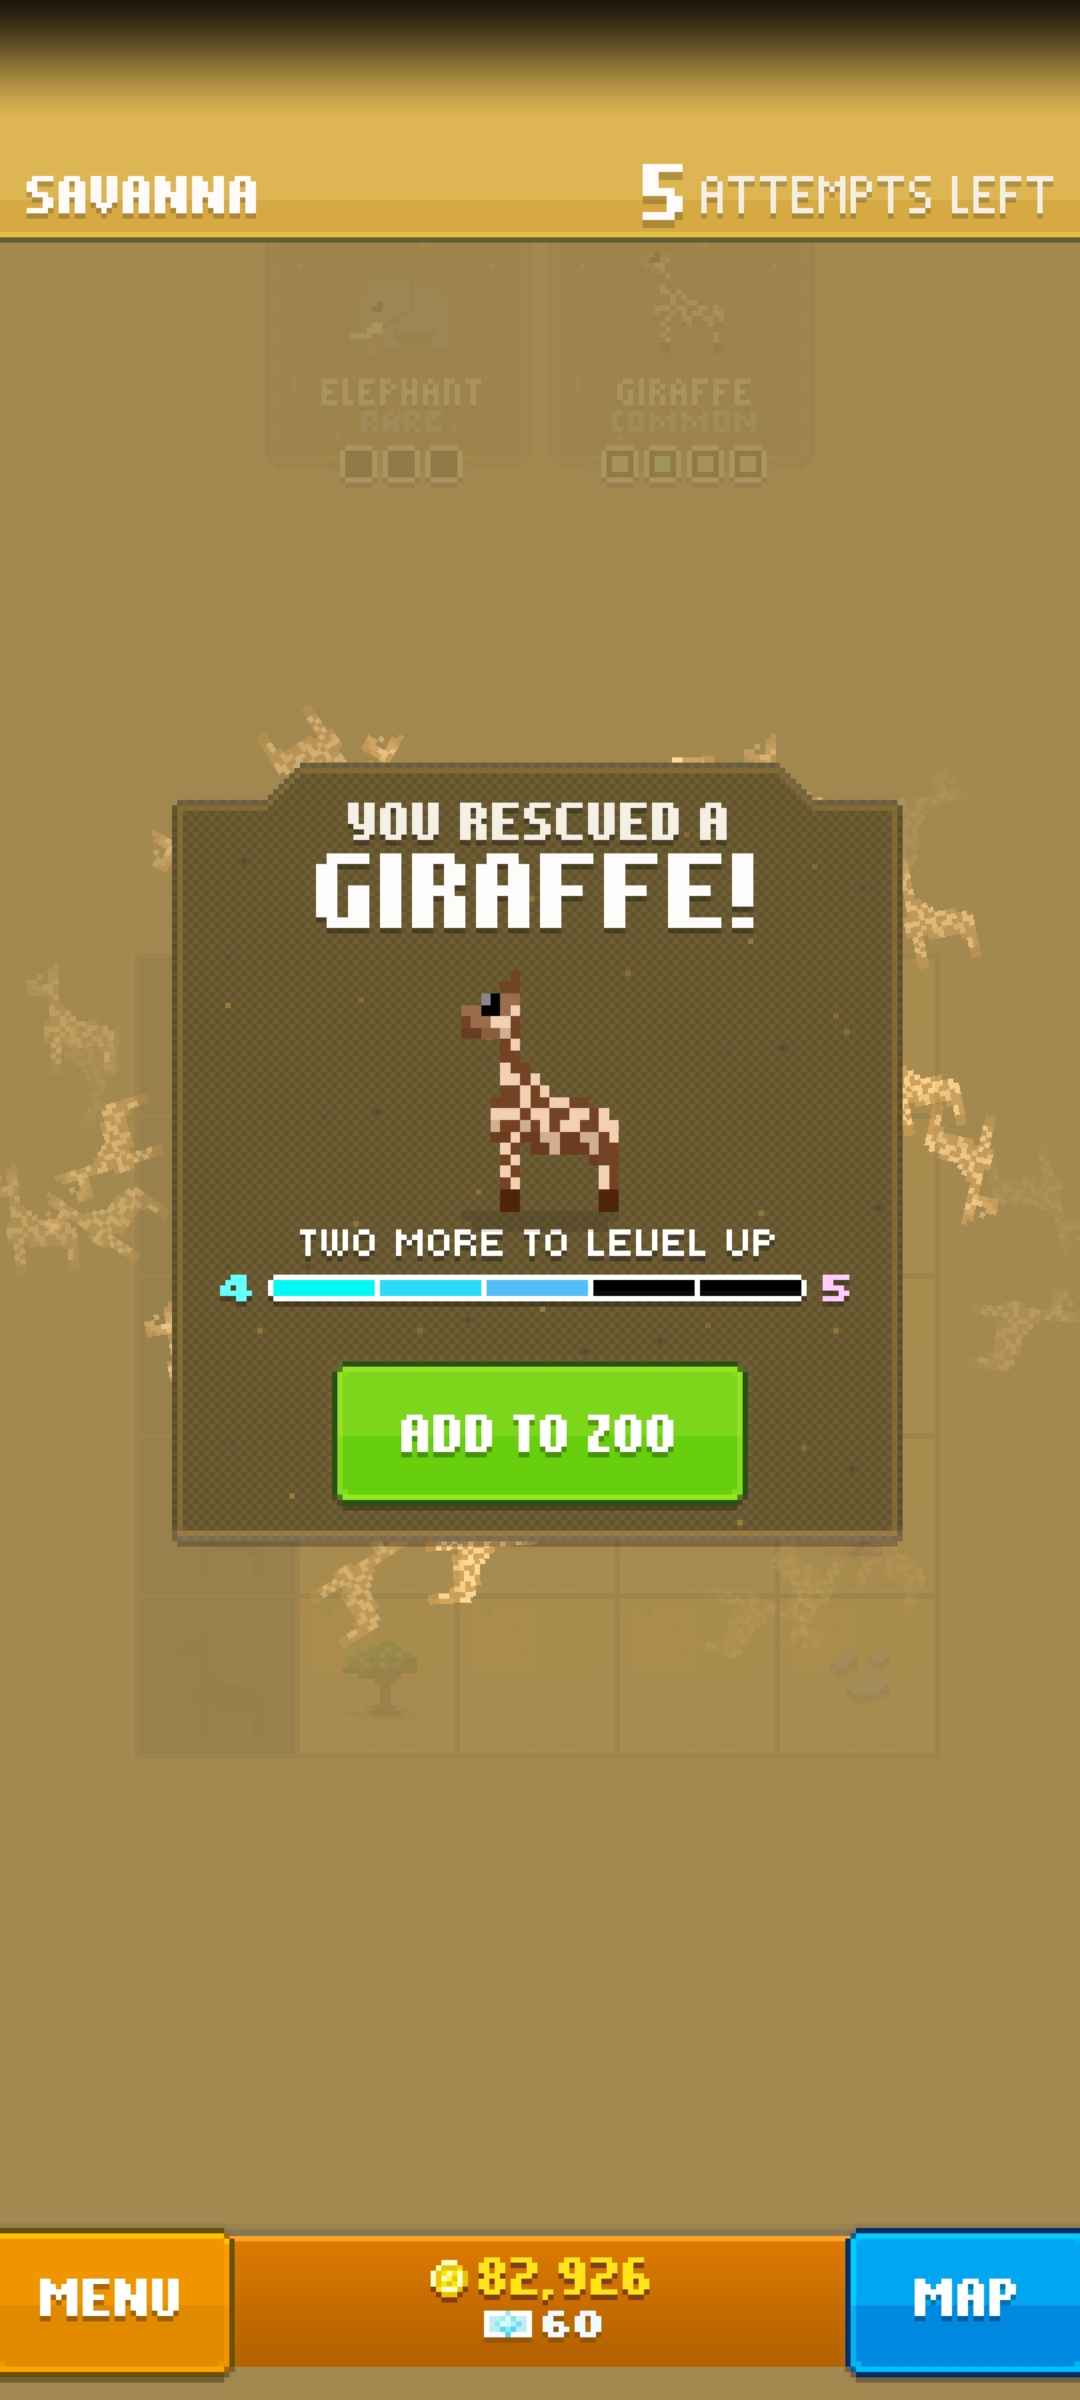 SAVANNA
5 ATTEMPTS LEFT
ELEPHANT
RARE
GIRAFFE
COMMON
YOU RESCUED A
GIRAFFE!
TWO MORE TO LEVEL UP
4 5
ADD TO ZOO
MENU
82,926
60
MAP